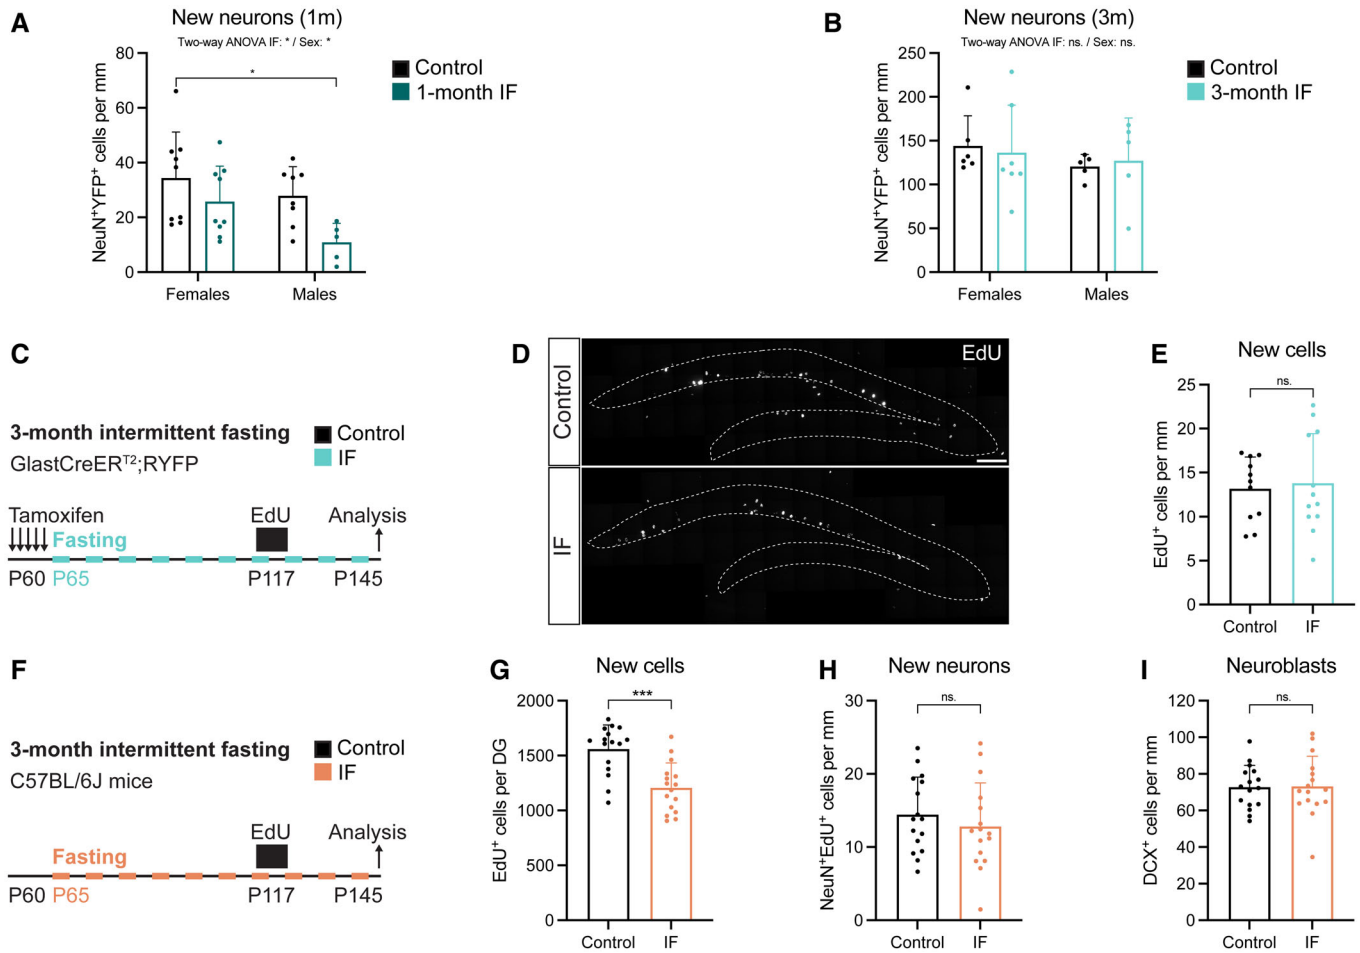 A
New neurons (1m)
Two-way ANOVA IF: * / Sex: *
NeuN⁺YFP⁺ cells per mm
80
60
40
20
0
*
Females
Males
Control
1-month IF
B
New neurons (3m)
Two-way ANOVA IF: ns. / Sex: ns.
NeuN⁺YFP⁺ cells per mm
250
200
150
100
50
0
Females
Males
Control
3-month IF
C
3-month intermittent fasting
GlastCreERᵀ²;RYFP
Control
IF
Tamoxifen
Fasting
EdU
Analysis
P60 P65 P117 P145
D
Control
EdU
IF
E
New cells
EdU⁺ cells per mm
25
20
15
10
5
0
ns.
Control
IF
F
3-month intermittent fasting
C57BL/6J mice
Control
IF
Fasting
EdU
Analysis
P60 P65 P117 P145
G
New cells
EdU⁺ cells per DG
2000
1500
1000
500
0
***
Control
IF
H
New neurons
NeuN⁺EdU⁺ cells per mm
30
20
10
0
ns.
Control
IF
I
Neuroblasts
DCX⁺ cells per mm
120
100
80
60
40
20
0
ns.
Control
IF